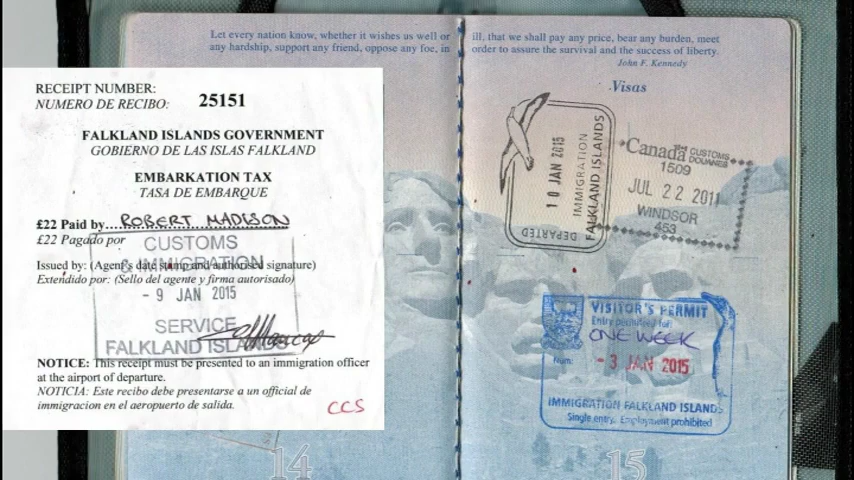 Let every nation know, whether it wishes us well or
any hardship, support any friend, oppose any foe, in
ill, that we shall pay any price, bear any burden, meet
order to assure the survival and the success of liberty.
John F. Kennedy
Visas
RECEIPT NUMBER:
NUMERO DE RECIBO: 25151
FALKLAND ISLANDS GOVERNMENT
GOBIERNO DE LAS ISLAS FALKLAND
EMBARKATION TAX
TASA DE EMBARQUE
£22 Paid by ROBERT MADISON
£22 Pagado por
CUSTOMS
& IMMIGRATION
Issued by: (Agent's date stamp and authorised signature)
Extendido por: (Sello del agente y firma autorisado)
- 9 JAN 2015
SERVICE
FALKLAND ISLANDS
NOTICE: This receipt must be presented to an immigration officer
at the airport of departure.
NOTICIA: Este recibo debe presentarse a un official de
immigracion en el aeropuerto de salida.
CCS
10 JAN 2015
IMMIGRATION
FALKLAND ISLANDS
DEPARTED
Canada CUSTOMS
DOUANES
1509
JUL 22 2011
WINDSOR
453
VISITOR'S PERMIT
Entry permitted for:
ONE WEEK
- 3 JAN 2015
IMMIGRATION FALKLAND ISLANDS
Single entry. Employment prohibited
14
15